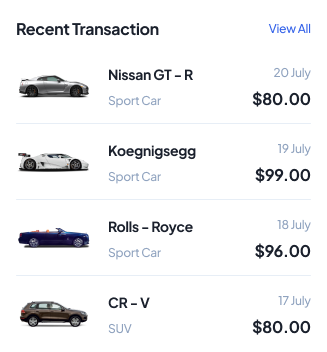 Recent Transaction View All
Nissan GT - R 20 July
Sport Car $80.00
Koegnigsegg 19 July
Sport Car $99.00
Rolls - Royce 18 July
Sport Car $96.00
CR - V 17 July
SUV $80.00